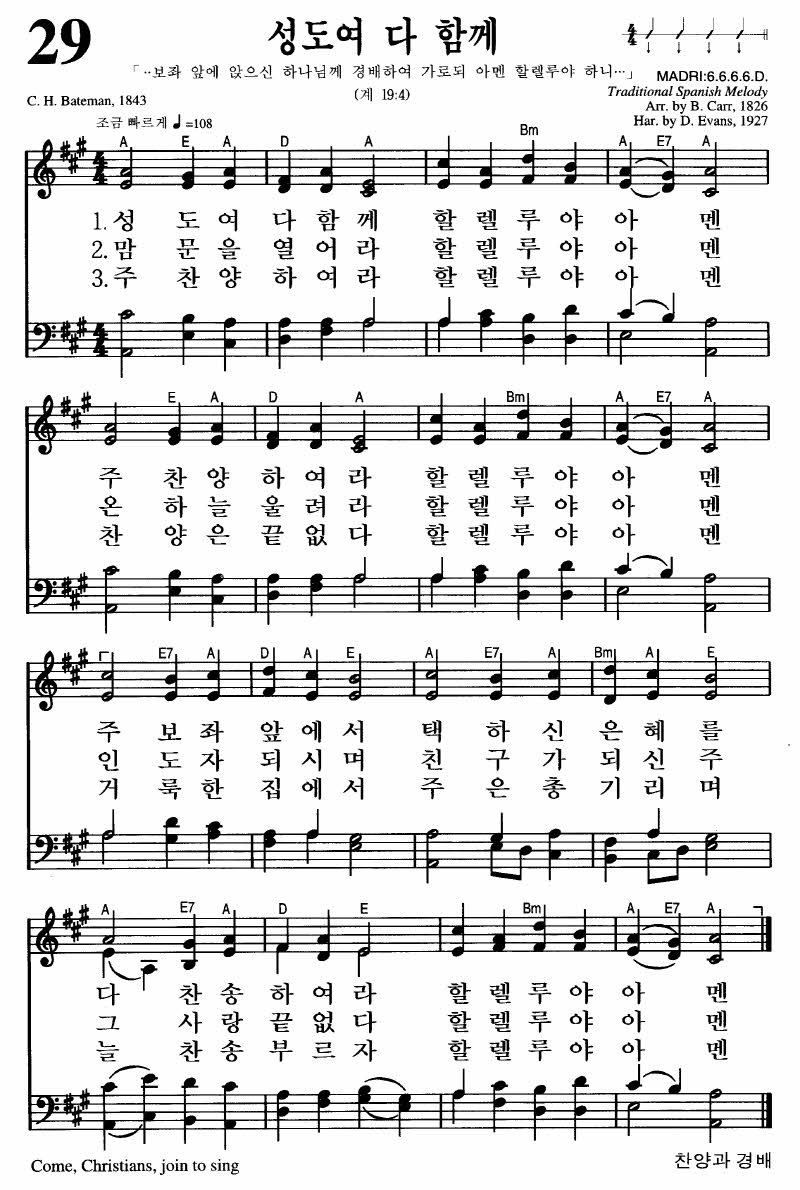 29
성도여 다 함께
「··보좌 앞에 앉으신 하나님께 경배하여 가로되 아멘 할렐루야 하니···」
(계 19:4)
C. H. Bateman, 1843
MADRI:6.6.6.6.D.
Traditional Spanish Melody
Arr. by B. Carr, 1826
Har. by D. Evans, 1927
조금 빠르게 ♩=108
A E A D A Bm A E7 A
1. 성 도 여 다 함 께 할 렐 루 야 아 멘
2. 맘 문 을 열 어 라 할 렐 루 야 아 멘
3. 주 찬 양 하 여 라 할 렐 루 야 아 멘
A E A D A Bm A E7 A
주 찬 양 하 여 라 할 렐 루 야 아 멘
온 하 늘 울 려 라 할 렐 루 야 아 멘
찬 양 은 끝 없 다 할 렐 루 야 아 멘
A E7 A D A E A E7 A Bm A E
주 보 좌 앞 에 서 택 하 신 은 혜 를
인 도 자 되 시 며 친 구 가 되 신 주
거 룩 한 집 에 서 주 은 총 기 리 며
A E7 A D E Bm A E7 A
다 찬 송 하 여 라 할 렐 루 야 아 멘
그 사 랑 끝 없 다 할 렐 루 야 아 멘
늘 찬 송 부 르 자 할 렐 루 야 아 멘
Come, Christians, join to sing
찬양과 경배